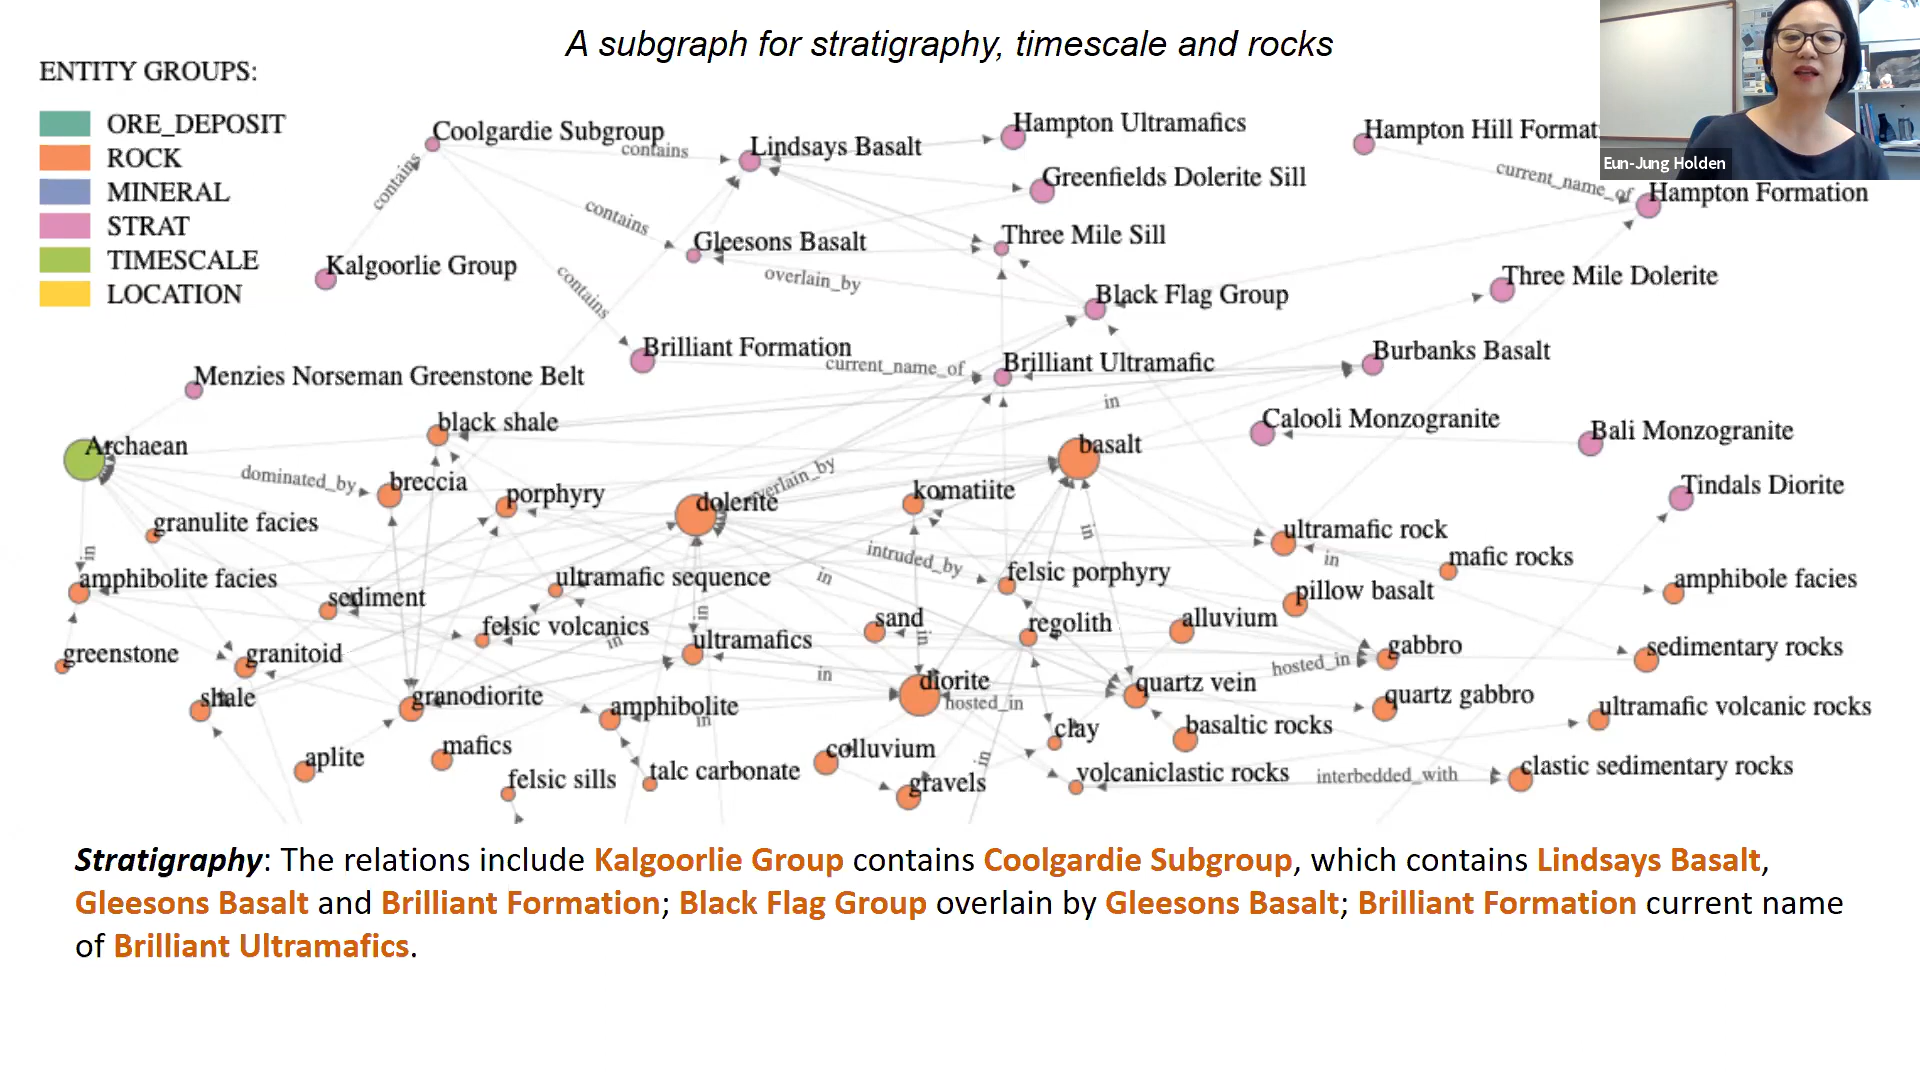 A subgraph for stratigraphy, timescale and rocks
Eun-Jung Holden
ENTITY GROUPS:
ORE_DEPOSIT
ROCK
MINERAL
STRAT
TIMESCALE
LOCATION
Coolgardie Subgroup
contains
Lindsays Basalt
Hampton Ultramafics
Hampton Hill Format
contains
current_name_of
Greenfields Dolerite Sill
Hampton Formation
contains
Gleesons Basalt
Three Mile Sill
Kalgoorlie Group
overlain_by
contains
Black Flag Group
Three Mile Dolerite
Brilliant Formation
current_name_of
Brilliant Ultramafic
Burbanks Basalt
Menzies Norseman Greenstone Belt
in
black shale
Calooli Monzogranite
Bali Monzogranite
Archaean
basalt
dominated_by
breccia
porphyry
dolerite
overlain_by
komatiite
Tindals Diorite
granulite facies
in
ultramafic rock
in
intruded_by
in
mafic rocks
amphibolite facies
ultramafic sequence
in
felsic porphyry
pillow basalt
amphibole facies
sediment
in
felsic volcanics
in
ultramafics
sand
in
regolith
alluvium
greenstone
granitoid
in
hosted_in
gabbro
sedimentary rocks
shale
granodiorite
amphibolite
in
diorite
hosted_in
quartz vein
quartz gabbro
ultramafic volcanic rocks
aplite
mafics
colluvium
clay
basaltic rocks
felsic sills
talc carbonate
gravels
in
volcaniclastic rocks
interbedded_with
clastic sedimentary rocks
Stratigraphy: The relations include Kalgoorlie Group contains Coolgardie Subgroup, which contains Lindsays Basalt,
Gleesons Basalt and Brilliant Formation; Black Flag Group overlain by Gleesons Basalt; Brilliant Formation current name
of Brilliant Ultramafics.